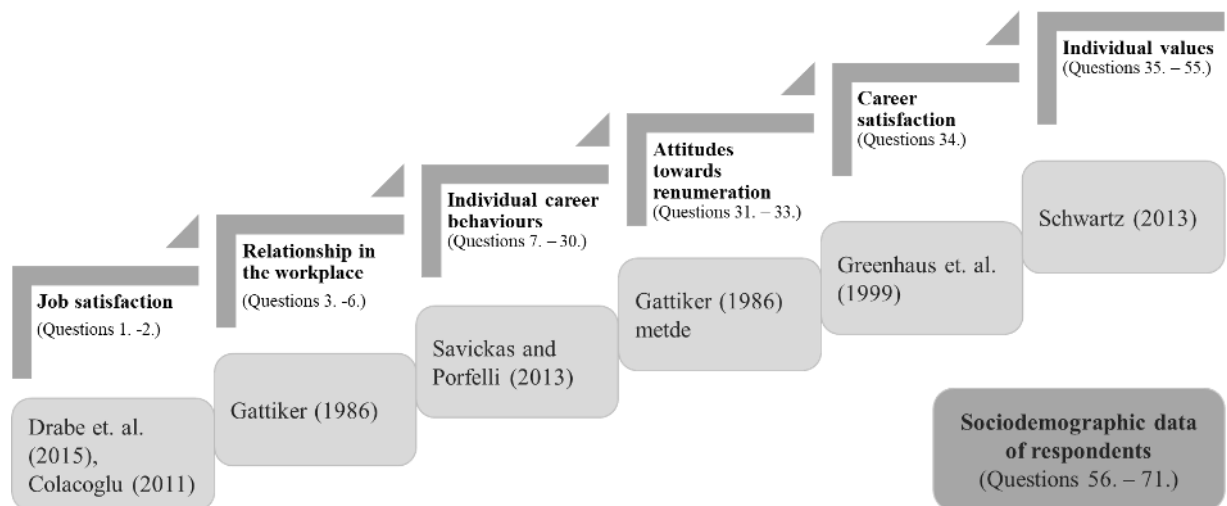 Job satisfaction
(Questions 1. -2.)
Drabe et. al.
(2015),
Colacoglu (2011)
Relationship in
the workplace
(Questions 3. -6.)
Gattiker (1986)
Individual career
behaviours
(Questions 7. – 30.)
Savickas and
Porfelli (2013)
Attitudes
towards
renumeration
(Questions 31. – 33.)
Gattiker (1986)
metde
Career
satisfaction
(Questions 34.)
Greenhaus et. al.
(1999)
Individual values
(Questions 35. – 55.)
Schwartz (2013)
Sociodemographic data
of respondents
(Questions 56. – 71.)